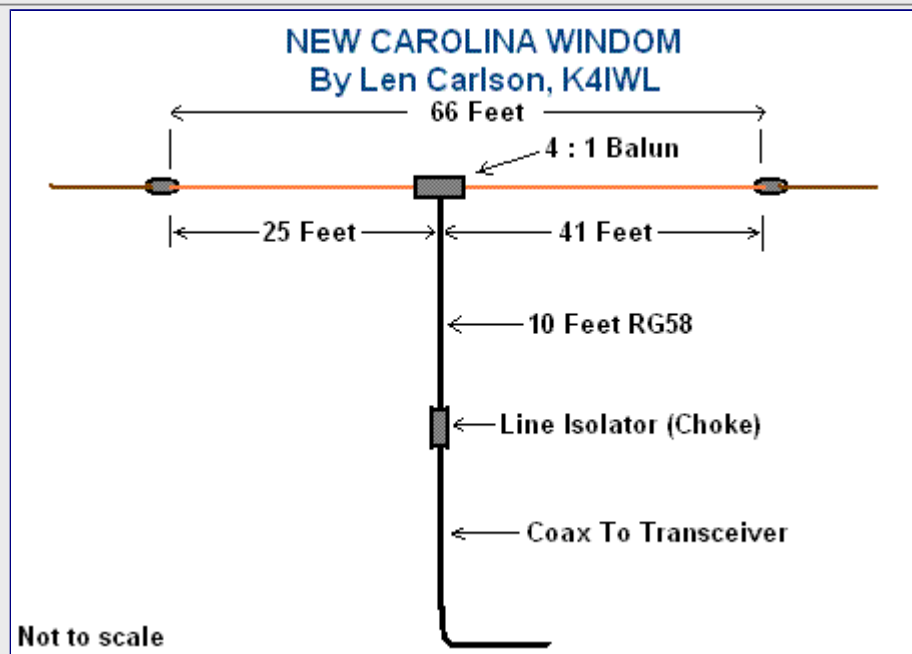 NEW CAROLINA WINDOM
By Len Carlson, K4IWL
66 Feet
4 : 1 Balun
25 Feet
41 Feet
10 Feet RG58
Line Isolator (Choke)
Coax To Transceiver
Not to scale